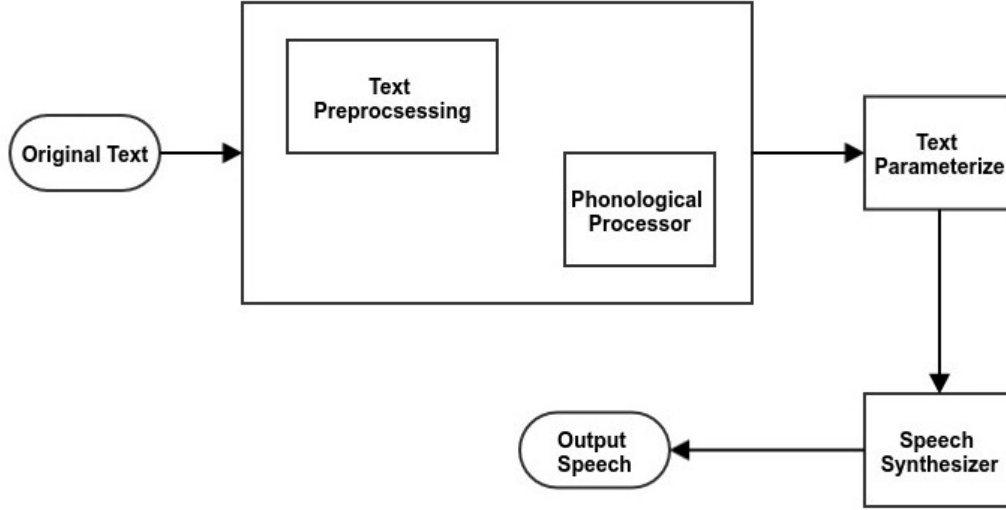 Original Text
Text
Preprocsessing
Phonological
Processor
Text
Parameterize
Speech
Synthesizer
Output
Speech